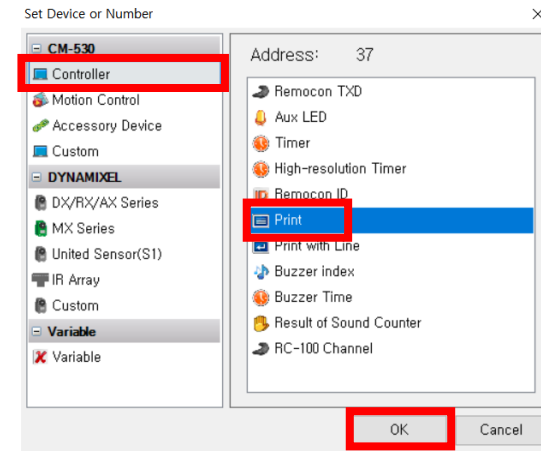 Set Device or Number
CM-530
Controller
Motion Control
Accessory Device
Custom
DYNAMIXEL
DX/RX/AX Series
MX Series
United Sensor(S1)
IR Array
Custom
Variable
Variable
Address: 37
Remocon TXD
Aux LED
Timer
High-resolution Timer
Remocon ID
Print
Print with Line
Buzzer index
Buzzer Time
Result of Sound Counter
RC-100 Channel
OK
Cancel